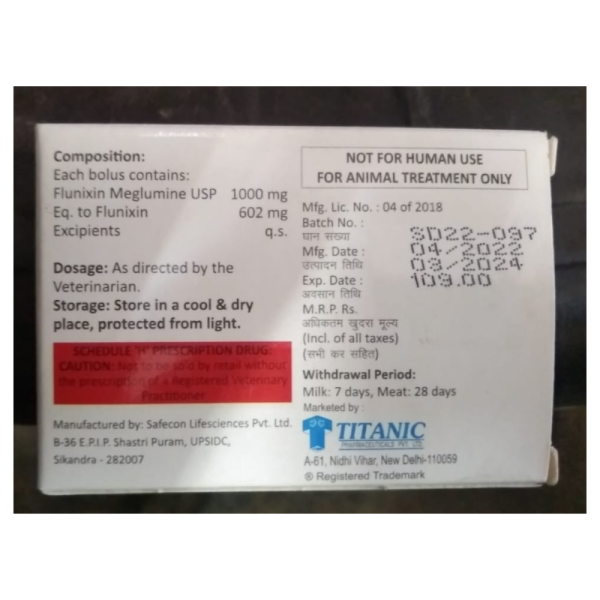 Composition:
Each bolus contains:
Flunixin Meglumine USP 1000 mg
Eq. to Flunixin 602 mg
Excipients q.s.
Dosage: As directed by the
Veterinarian.
Storage: Store in a cool & dry
place, protected from light.
SCHEDULE "H" PRESCRIPTION DRUG:
CAUTION: Not to be sold by retail without
the prescription of a Registered Veterinary
Practitioner
Manufactured by: Safecon Lifesciences Pvt. Ltd.
B-36 E.P.I.P. Shastri Puram, UPSIDC,
Sikandra - 282007
NOT FOR HUMAN USE
FOR ANIMAL TREATMENT ONLY
Mfg. Lic. No. : 04 of 2018
Batch No. : SD22-097
घान संख्या
Mfg. Date : 04/2022
उत्पादन तिथि 03/2024
Exp. Date : 109.00
अवसान तिथि
M.R.P. Rs.
अधिकतम खुदरा मूल्य
(Incl. of all taxes)
(सभी कर सहित)
Withdrawal Period:
Milk: 7 days, Meat: 28 days
Marketed by :
TITANIC
PHARMACEUTICALS PVT. LTD.
A-61, Nidhi Vihar, New Delhi-110059
® Registered Trademark